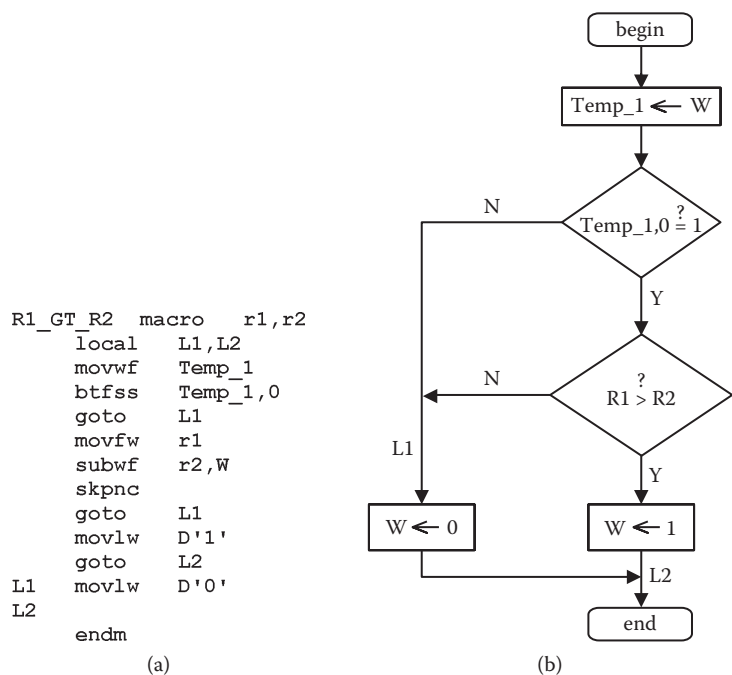 R1_GT_R2 macro r1,r2
local L1,L2
movwf Temp_1
btfss Temp_1,0
goto L1
movfw r1
subwf r2,W
skpnc
goto L1
movlw D'1'
goto L2
L1 movlw D'0'
L2
endm
(a)
begin
Temp_1 ← W
?
Temp_1,0 = 1
N
Y
?
R1 > R2
N
Y
L1
W ← 0
W ← 1
L2
end
(b)